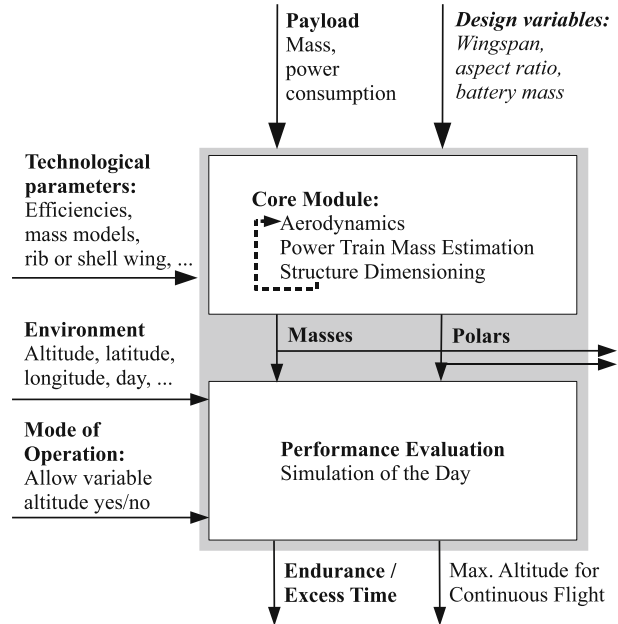 Payload
Mass,
power
consumption
Design variables:
Wingspan,
aspect ratio,
battery mass
Technological
parameters:
Efficiencies,
mass models,
rib or shell wing, ...
Core Module:
Aerodynamics
Power Train Mass Estimation
Structure Dimensioning
Environment
Altitude, latitude,
longitude, day, ...
Masses
Polars
Mode of
Operation:
Allow variable
altitude yes/no
Performance Evaluation
Simulation of the Day
Endurance /
Excess Time
Max. Altitude for
Continuous Flight